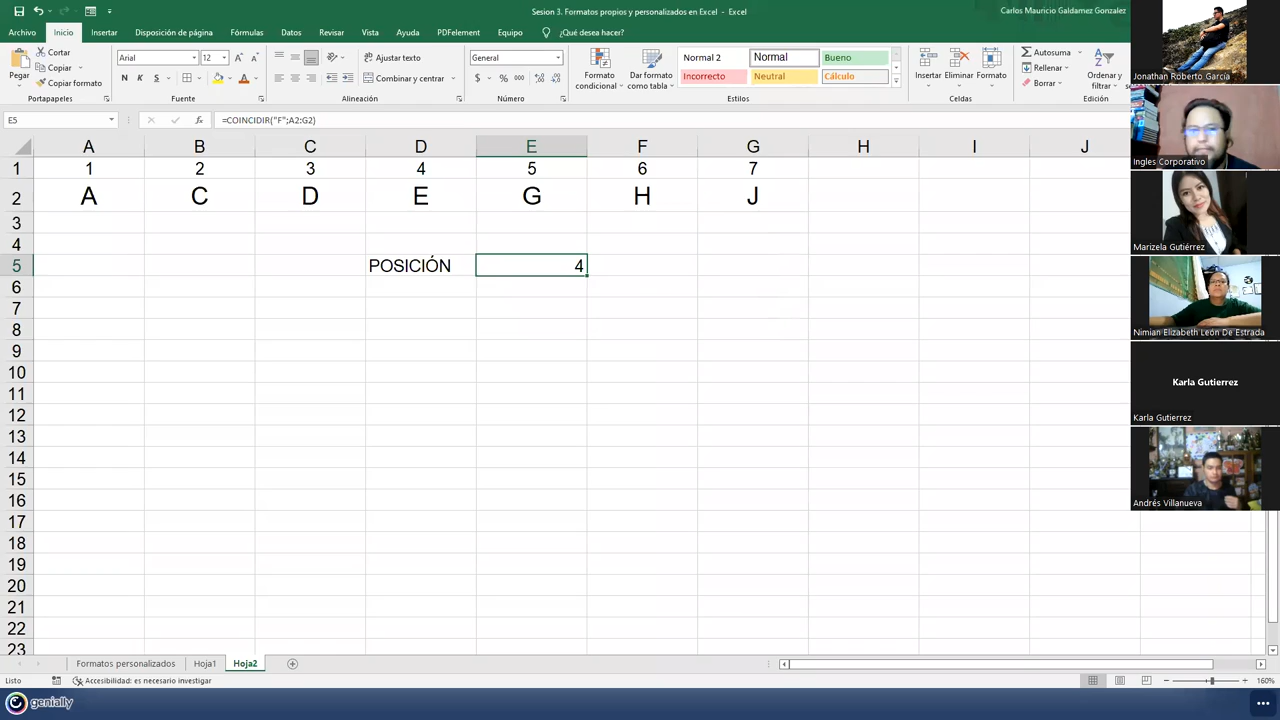 Sesion 3. Formatos propios y personalizados en Excel - Excel
Carlos Mauricio Galdamez Gonzalez
Archivo Inicio Insertar Disposición de página Fórmulas Datos Revisar Vista Ayuda PDFelement Equipo ¿Qué desea hacer?
Pegar
Cortar
Copiar
Copiar formato
Portapapeles
Arial 12
N K S
Fuente
Ajustar texto
Combinar y centrar
Alineación
General
$ % 000
Número
Formato condicional
Dar formato como tabla
Normal 2 Normal Bueno
Incorrecto Neutral Cálculo
Estilos
Insertar Eliminar Formato
Celdas
Autosuma
Rellenar
Borrar
Ordenar y filtrar
Edición
E5 fx =COINCIDIR("F";A2:G2)
A B C D E F G H I J
1 1 2 3 4 5 6 7
2 A C D E G H J
3
4
5 POSICIÓN 4
6
7
8
9
10
11
12
13
14
15
16
17
18
19
20
21
22
23
Formatos personalizados Hoja1 Hoja2
Listo Accesibilidad: es necesario investigar 160%
genially
Jonathan Roberto García
Ingles Corporativo
Marizela Gutiérrez
Nimian Elizabeth León De Estrada
Karla Gutierrez
Karla Gutierrez
Andrés Villanueva